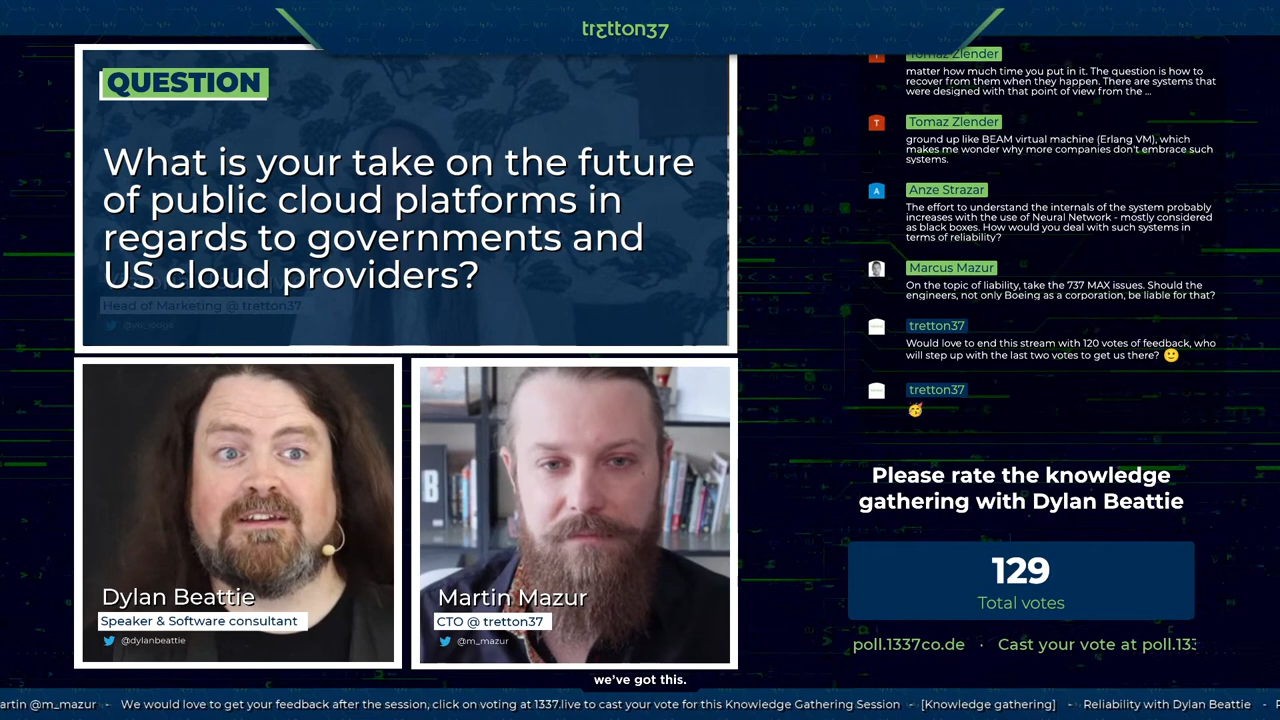 tretton37
QUESTION
What is your take on the future
of public cloud platforms in
regards to governments and
US cloud providers?
Head of Marketing @ tretton37
Dylan Beattie
Speaker & Software consultant
@dylanbeattie
B
Martin Mazur
CTO @ tretton37
@m_mazur
Tomaz Zlender
matter how much time you put in it. The question is how to
recover from them when they happen. There are systems that
were designed with that point of view from the ...
T
Tomaz Zlender
ground up like BEAM virtual machine (Erlang VM), which
makes me wonder why more companies don't embrace such
systems.
A
Anze Strazar
The effort to understand the internals of the system probably
increases with the use of Neural Network - mostly considered
as black boxes. How would you deal with such systems in
terms of reliability?
Marcus Mazur
On the topic of liability, take the 737 MAX issues. Should the
engineers, not only Boeing as a corporation, be liable for that?
tretton37
Would love to end this stream with 120 votes of feedback, who
will step up with the last two votes to get us there? 🙂
tretton37
🥳
Please rate the knowledge
gathering with Dylan Beattie
129
Total votes
poll.1337co.de · Cast your vote at poll.133
we've got this.
artin @m_mazur - We would love to get your feedback after the session, click on voting at 1337.live to cast your vote for this Knowledge Gathering Session - [Knowledge gathering] - Reliability with Dylan Beattie -